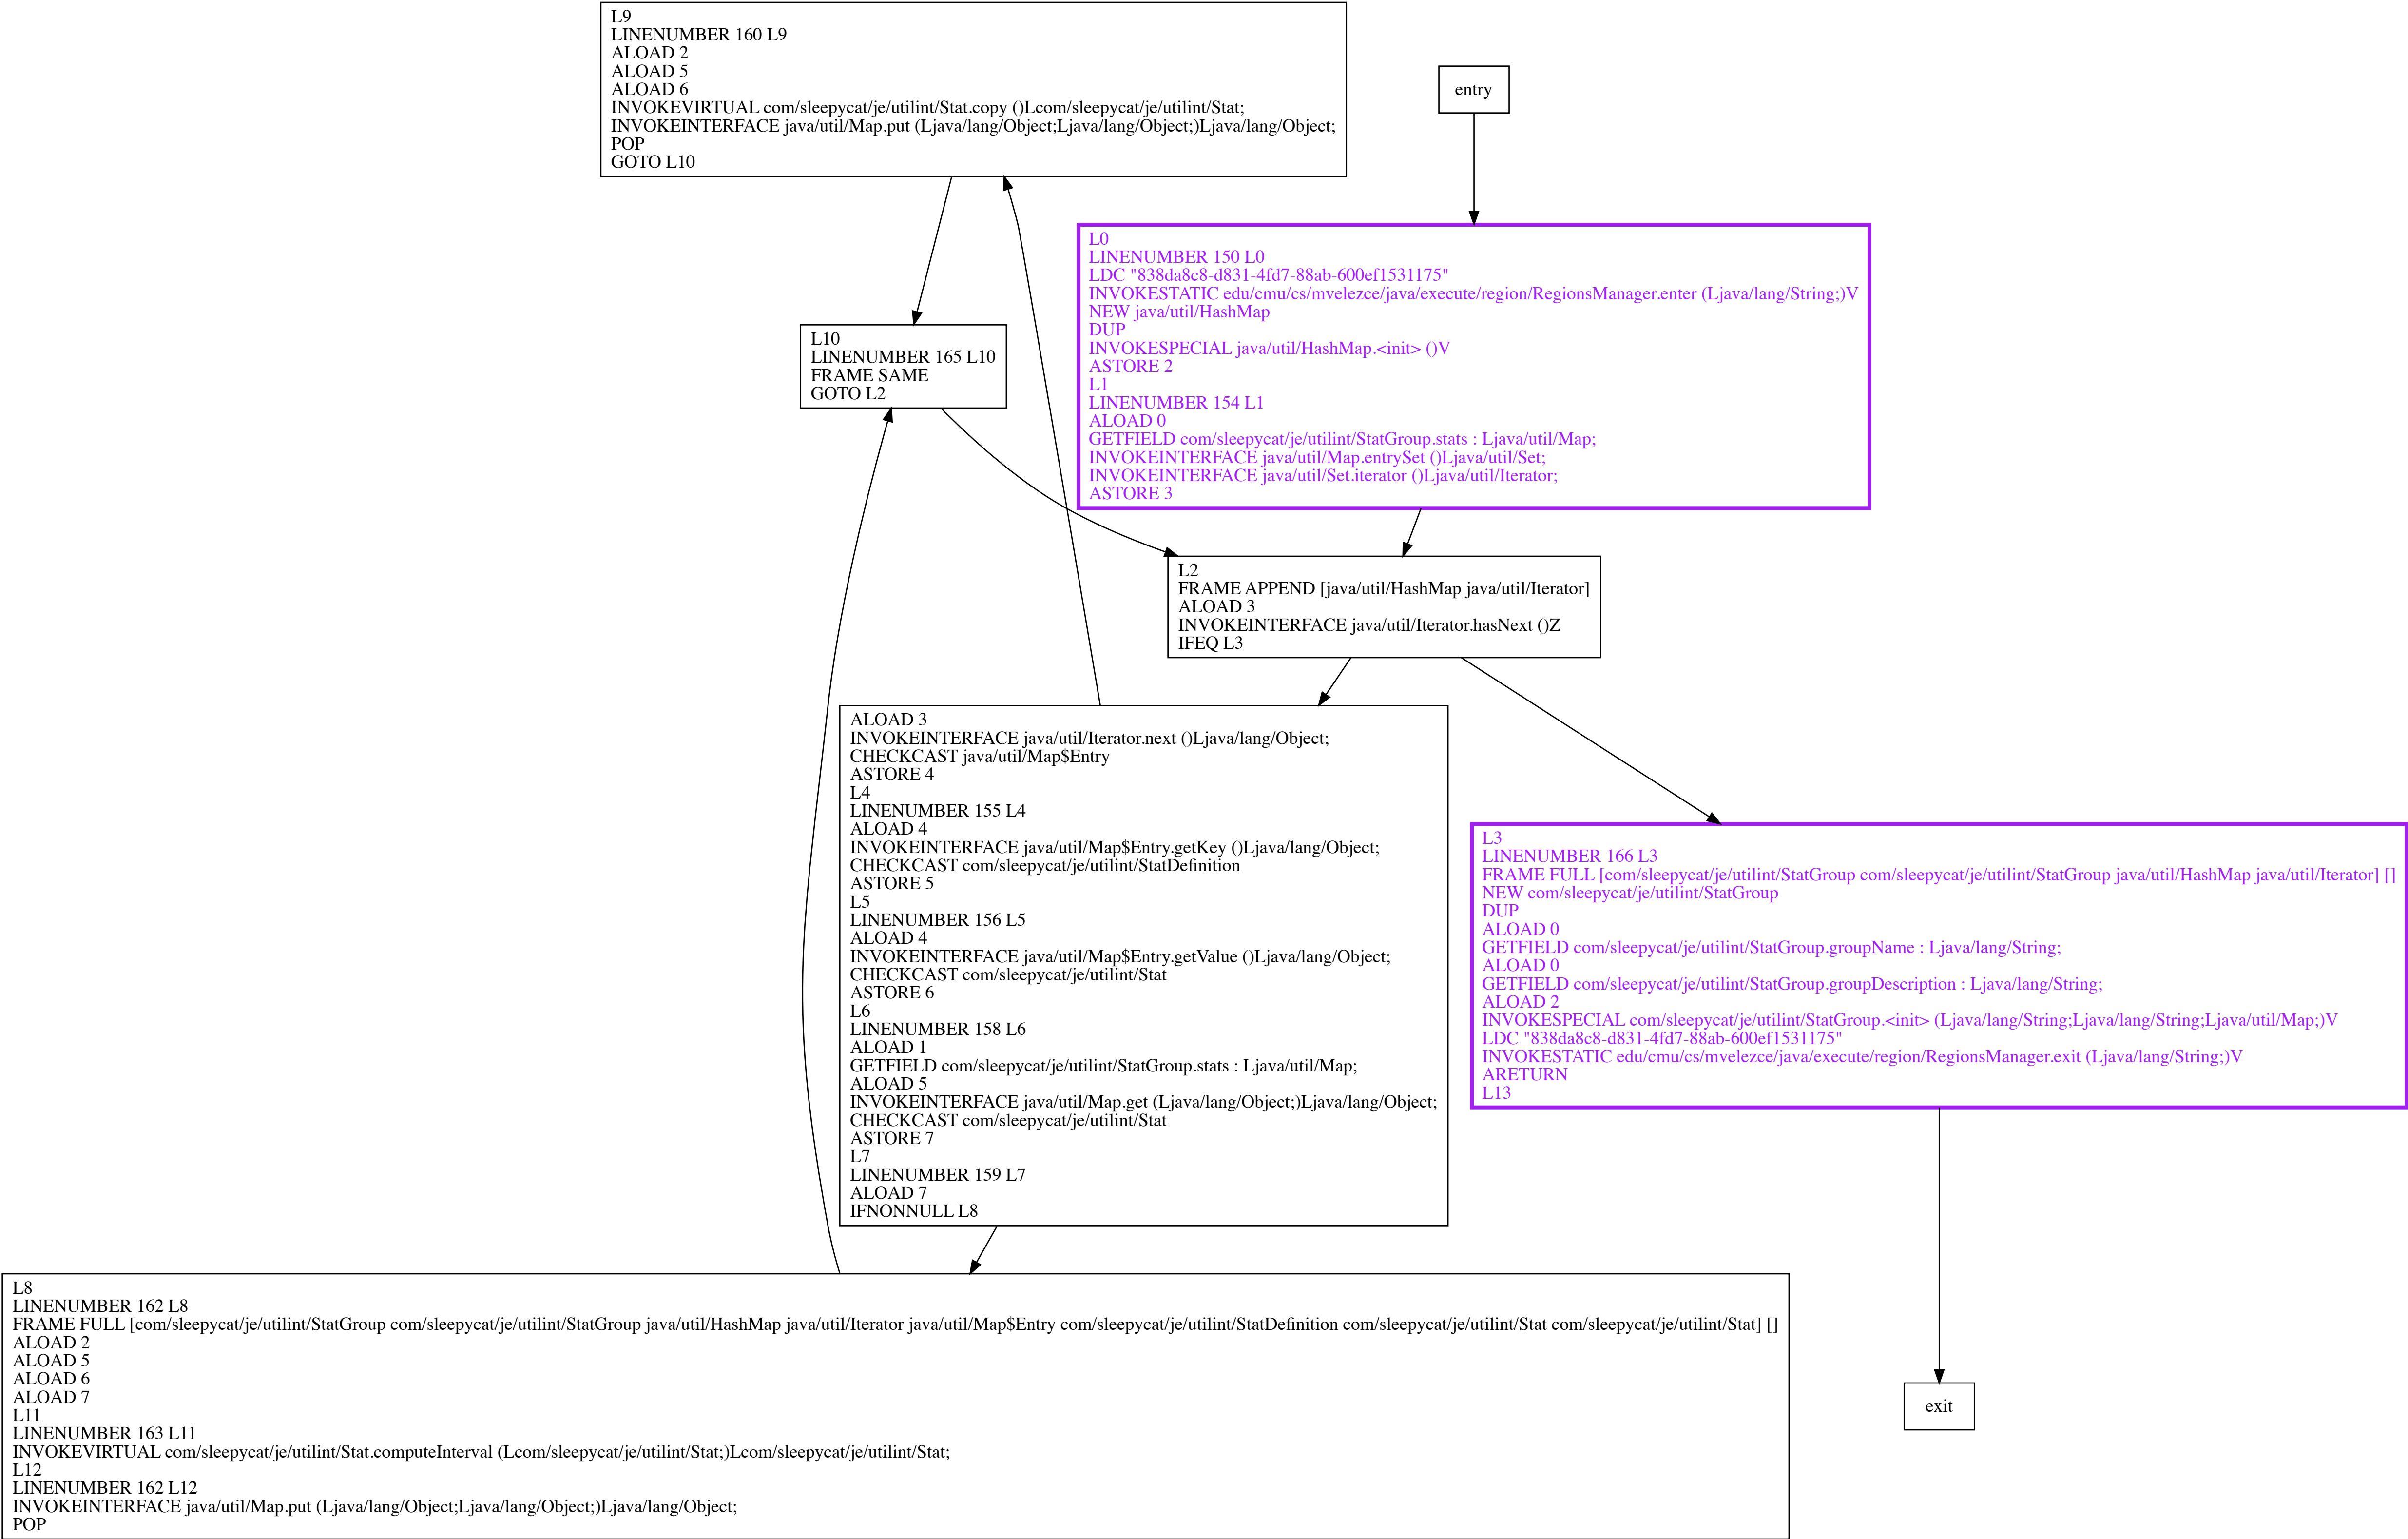 L9
LINENUMBER 160 L9
ALOAD 2
ALOAD 5
ALOAD 6
INVOKEVIRTUAL com/sleepycat/je/utilint/Stat.copy ()Lcom/sleepycat/je/utilint/Stat;
INVOKEINTERFACE java/util/Map.put (Ljava/lang/Object;Ljava/lang/Object;)Ljava/lang/Object;
POP
GOTO L10
entry
L0
LINENUMBER 150 L0
LDC "838da8c8-d831-4fd7-88ab-600ef1531175"
INVOKESTATIC edu/cmu/cs/mvelezce/java/execute/region/RegionsManager.enter (Ljava/lang/String;)V
NEW java/util/HashMap
DUP
INVOKESPECIAL java/util/HashMap.<init> ()V
ASTORE 2
L1
LINENUMBER 154 L1
ALOAD 0
GETFIELD com/sleepycat/je/utilint/StatGroup.stats : Ljava/util/Map;
INVOKEINTERFACE java/util/Map.entrySet ()Ljava/util/Set;
INVOKEINTERFACE java/util/Set.iterator ()Ljava/util/Iterator;
ASTORE 3
L10
LINENUMBER 165 L10
FRAME SAME
GOTO L2
L2
FRAME APPEND [java/util/HashMap java/util/Iterator]
ALOAD 3
INVOKEINTERFACE java/util/Iterator.hasNext ()Z
IFEQ L3
ALOAD 3
INVOKEINTERFACE java/util/Iterator.next ()Ljava/lang/Object;
CHECKCAST java/util/Map$Entry
ASTORE 4
L4
LINENUMBER 155 L4
ALOAD 4
INVOKEINTERFACE java/util/Map$Entry.getKey ()Ljava/lang/Object;
CHECKCAST com/sleepycat/je/utilint/StatDefinition
ASTORE 5
L5
LINENUMBER 156 L5
ALOAD 4
INVOKEINTERFACE java/util/Map$Entry.getValue ()Ljava/lang/Object;
CHECKCAST com/sleepycat/je/utilint/Stat
ASTORE 6
L6
LINENUMBER 158 L6
ALOAD 1
GETFIELD com/sleepycat/je/utilint/StatGroup.stats : Ljava/util/Map;
ALOAD 5
INVOKEINTERFACE java/util/Map.get (Ljava/lang/Object;)Ljava/lang/Object;
CHECKCAST com/sleepycat/je/utilint/Stat
ASTORE 7
L7
LINENUMBER 159 L7
ALOAD 7
IFNONNULL L8
L3
LINENUMBER 166 L3
FRAME FULL [com/sleepycat/je/utilint/StatGroup com/sleepycat/je/utilint/StatGroup java/util/HashMap java/util/Iterator] []
NEW com/sleepycat/je/utilint/StatGroup
DUP
ALOAD 0
GETFIELD com/sleepycat/je/utilint/StatGroup.groupName : Ljava/lang/String;
ALOAD 0
GETFIELD com/sleepycat/je/utilint/StatGroup.groupDescription : Ljava/lang/String;
ALOAD 2
INVOKESPECIAL com/sleepycat/je/utilint/StatGroup.<init> (Ljava/lang/String;Ljava/lang/String;Ljava/util/Map;)V
LDC "838da8c8-d831-4fd7-88ab-600ef1531175"
INVOKESTATIC edu/cmu/cs/mvelezce/java/execute/region/RegionsManager.exit (Ljava/lang/String;)V
ARETURN
L13
L8
LINENUMBER 162 L8
FRAME FULL [com/sleepycat/je/utilint/StatGroup com/sleepycat/je/utilint/StatGroup java/util/HashMap java/util/Iterator java/util/Map$Entry com/sleepycat/je/utilint/StatDefinition com/sleepycat/je/utilint/Stat com/sleepycat/je/utilint/Stat] []
ALOAD 2
ALOAD 5
ALOAD 6
ALOAD 7
L11
LINENUMBER 163 L11
INVOKEVIRTUAL com/sleepycat/je/utilint/Stat.computeInterval (Lcom/sleepycat/je/utilint/Stat;)Lcom/sleepycat/je/utilint/Stat;
L12
LINENUMBER 162 L12
INVOKEINTERFACE java/util/Map.put (Ljava/lang/Object;Ljava/lang/Object;)Ljava/lang/Object;
POP
exit